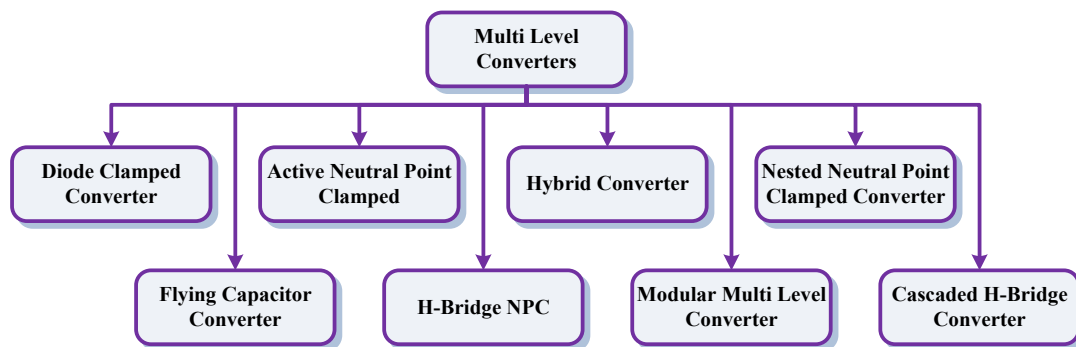 Multi Level
Converters
Diode Clamped
Converter
Active Neutral Point
Clamped
Hybrid Converter
Nested Neutral Point
Clamped Converter
Flying Capacitor
Converter
H-Bridge NPC
Modular Multi Level
Converter
Cascaded H-Bridge
Converter